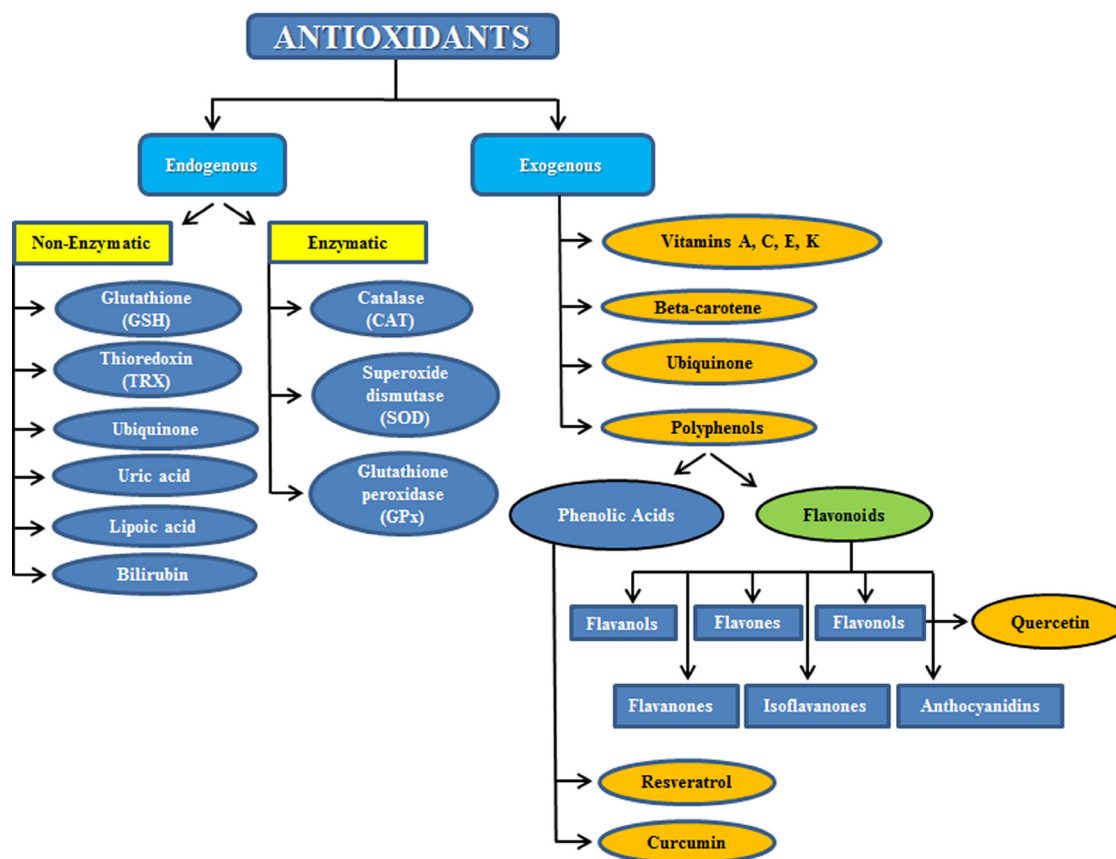 ANTIOXIDANTS
Endogenous
Exogenous
Non-Enzymatic
Enzymatic
Glutathione
(GSH)
Thioredoxin
(TRX)
Ubiquinone
Uric acid
Lipoic acid
Bilirubin
Catalase
(CAT)
Superoxide
dismutase
(SOD)
Glutathione
peroxidase
(GPx)
Vitamins A, C, E, K
Beta-carotene
Ubiquinone
Polyphenols
Phenolic Acids
Flavonoids
Flavanols
Flavones
Flavonols
Quercetin
Flavanones
Isoflavanones
Anthocyanidins
Resveratrol
Curcumin